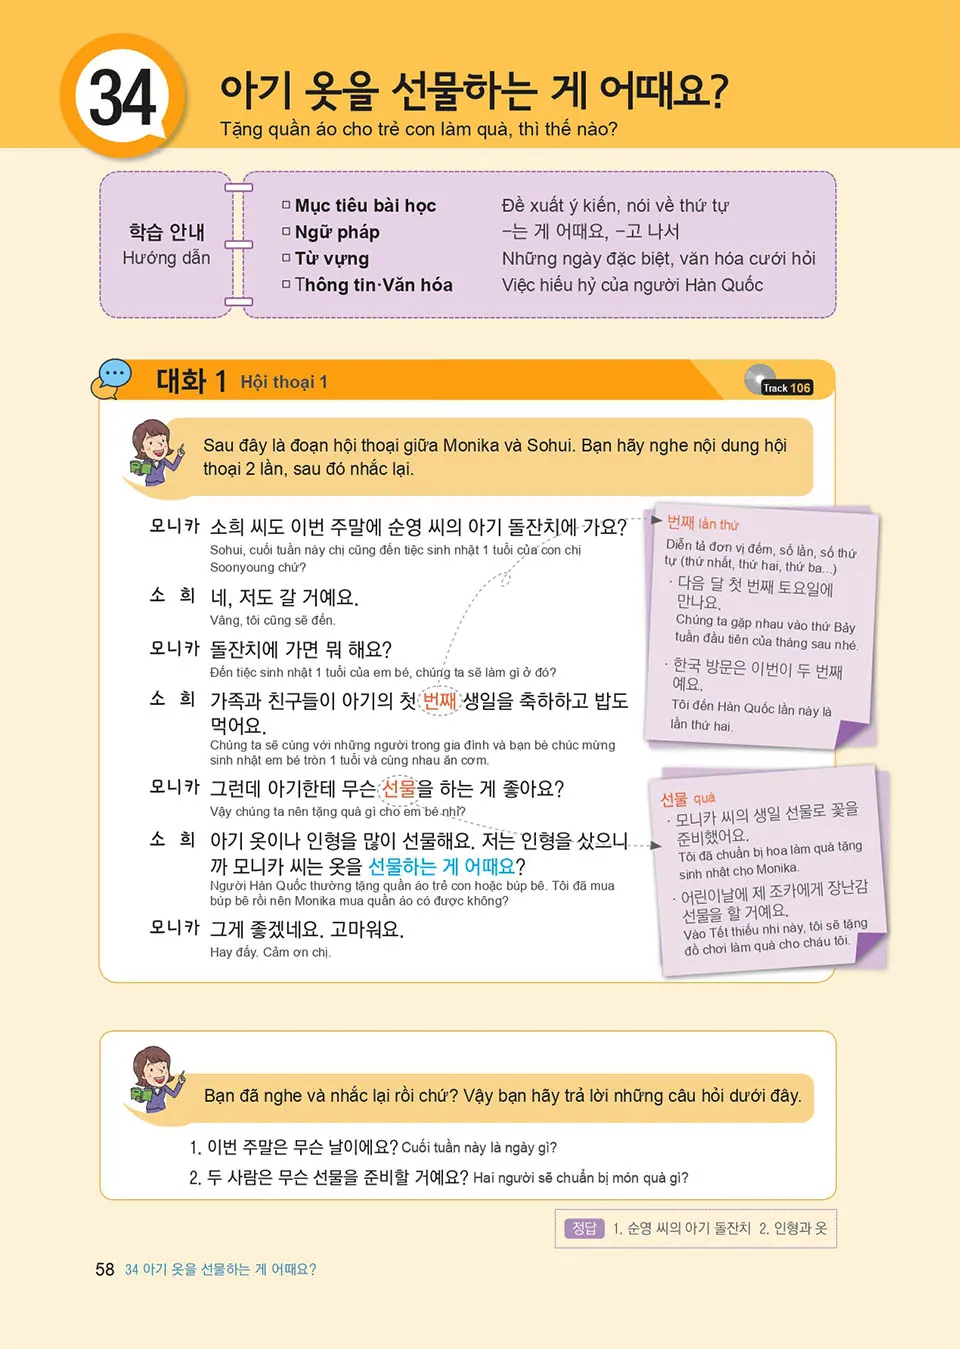 34
아기 옷을 선물하는 게 어때요?
Tặng quần áo cho trẻ con làm quà, thì thế nào?
학습 안내
Hướng dẫn
□ Mục tiêu bài học Đề xuất ý kiến, nói về thứ tự
□ Ngữ pháp –는 게 어때요, –고 나서
□ Từ vựng Những ngày đặc biệt, văn hóa cưới hỏi
□ Thông tin·Văn hóa Việc hiếu hỷ của người Hàn Quốc
대화 1 Hội thoại 1
Track 106
Sau đây là đoạn hội thoại giữa Monika và Sohui. Bạn hãy nghe nội dung hội
thoại 2 lần, sau đó nhắc lại.
모니카 소희 씨도 이번 주말에 순영 씨의 아기 돌잔치에 가요?
Sohui, cuối tuần này chị cũng đến tiệc sinh nhật 1 tuổi của con chị
Soonyoung chứ?
소 희 네, 저도 갈 거예요.
Vâng, tôi cũng sẽ đến.
모니카 돌잔치에 가면 뭐 해요?
Đến tiệc sinh nhật 1 tuổi của em bé, chúng ta sẽ làm gì ở đó?
소 희 가족과 친구들이 아기의 첫 번째 생일을 축하하고 밥도
먹어요.
Chúng ta sẽ cùng với những người trong gia đình và bạn bè chúc mừng
sinh nhật em bé tròn 1 tuổi và cùng nhau ăn cơm.
모니카 그런데 아기한테 무슨 선물을 하는 게 좋아요?
Vậy chúng ta nên tặng quà gì cho em bé nhỉ?
소 희 아기 옷이나 인형을 많이 선물해요. 저는 인형을 샀으니
까 모니카 씨는 옷을 선물하는 게 어때요?
Người Hàn Quốc thường tặng quần áo trẻ con hoặc búp bê. Tôi đã mua
búp bê rồi nên Monika mua quần áo có được không?
모니카 그게 좋겠네요. 고마워요.
Hay đấy. Cảm ơn chị.
번째 lần thứ
Diễn tả đơn vị đếm, số lần, số thứ
tự (thứ nhất, thứ hai, thứ ba...)
· 다음 달 첫 번째 토요일에
만나요.
Chúng ta gặp nhau vào thứ Bảy
tuần đầu tiên của tháng sau nhé.
· 한국 방문은 이번이 두 번째
예요.
Tôi đến Hàn Quốc lần này là
lần thứ hai.
선물 quà
· 모니카 씨의 생일 선물로 꽃을
준비했어요.
Tôi đã chuẩn bị hoa làm quà tặng
sinh nhật cho Monika.
· 어린이날에 제 조카에게 장난감
선물을 할 거예요.
Vào Tết thiếu nhi này, tôi sẽ tặng
đồ chơi làm quà cho cháu tôi.
Bạn đã nghe và nhắc lại rồi chứ? Vậy bạn hãy trả lời những câu hỏi dưới đây.
1. 이번 주말은 무슨 날이에요? Cuối tuần này là ngày gì?
2. 두 사람은 무슨 선물을 준비할 거예요? Hai người sẽ chuẩn bị món quà gì?
정답 1. 순영 씨의 아기 돌잔치 2. 인형과 옷
58 34 아기 옷을 선물하는 게 어때요?